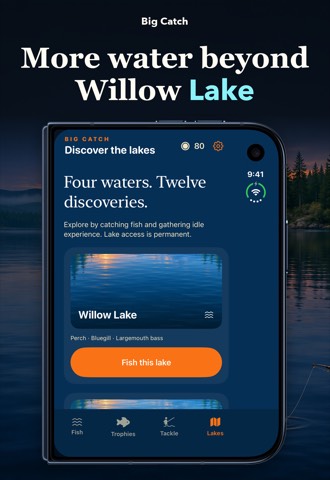 Big Catch
More water beyond
Willow Lake
BIG CATCH
Discover the lakes
80
9:41
Four waters. Twelve
discoveries.
Explore by catching fish and gathering idle
experience. Lake access is permanent.
Willow Lake
Perch · Bluegill · Largemouth bass
Fish this lake
Fish
Trophies
Tackle
Lakes